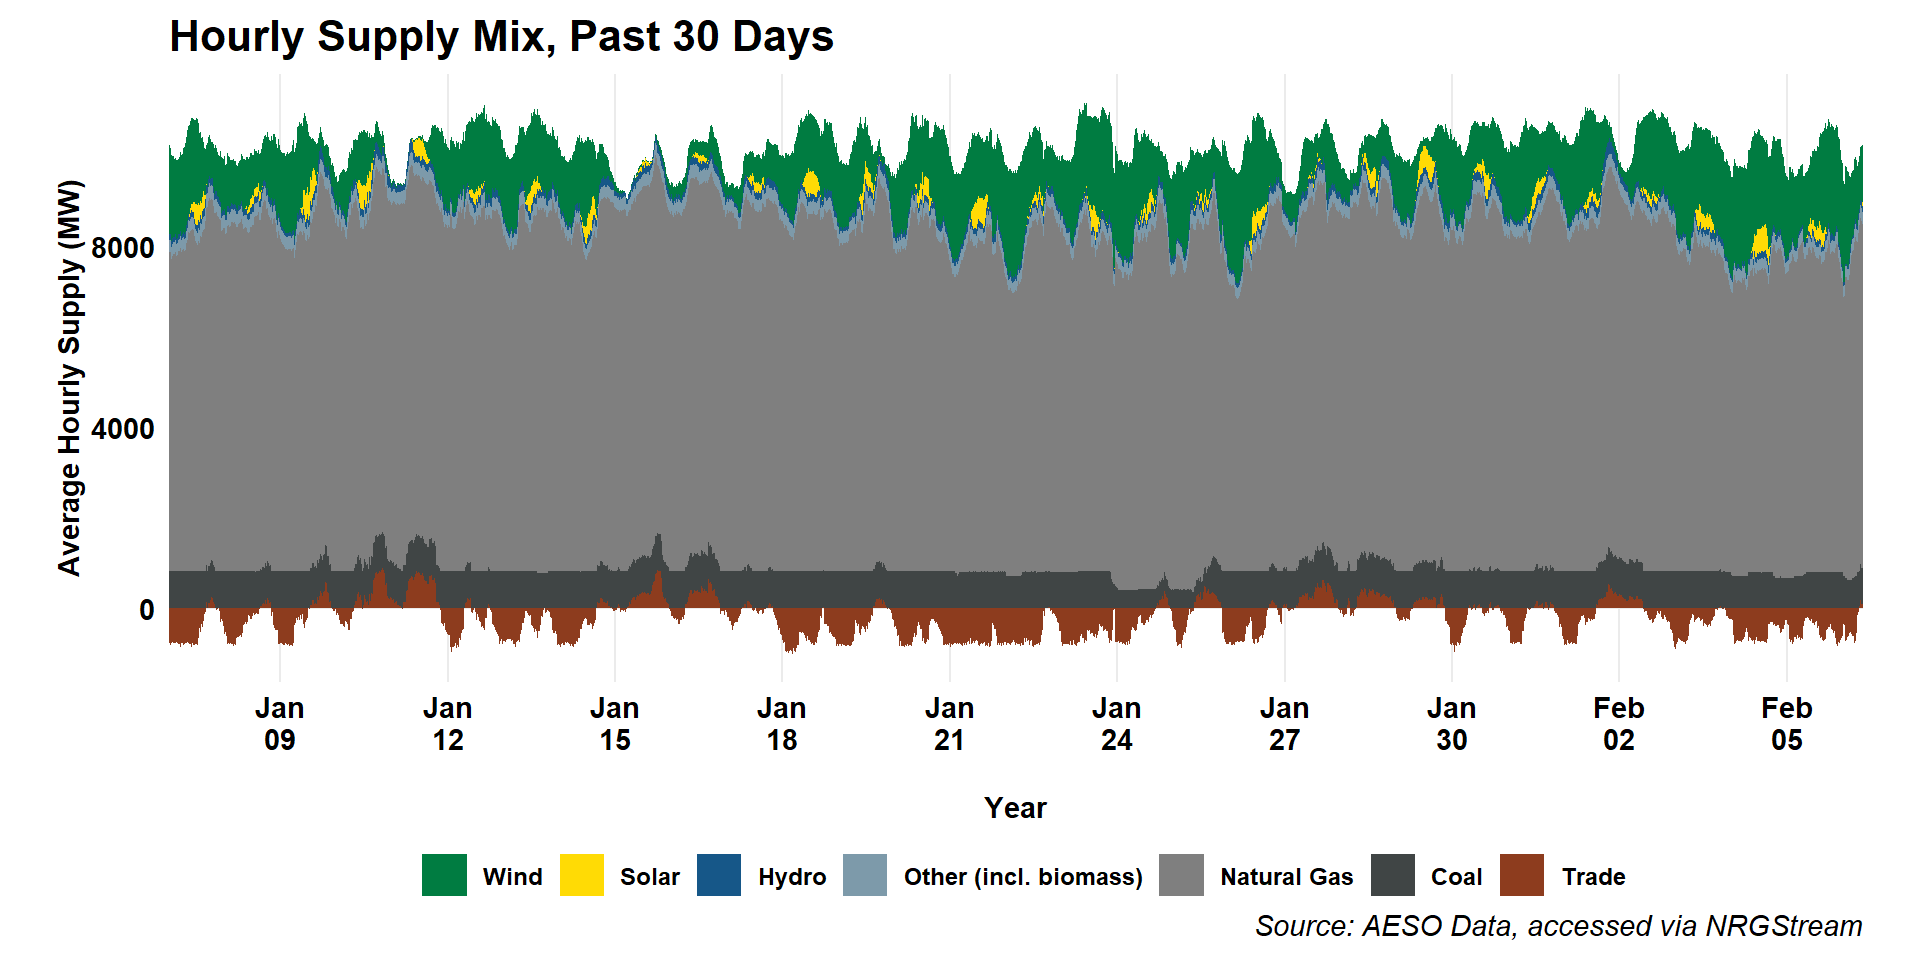 Hourly Supply Mix, Past 30 Days
Average Hourly Supply (MW)
8000
4000
0
Jan 09
Jan 12
Jan 15
Jan 18
Jan 21
Jan 24
Jan 27
Jan 30
Feb 02
Feb 05
Year
Wind Solar Hydro Other (incl. biomass) Natural Gas Coal Trade
Source: AESO Data, accessed via NRGStream